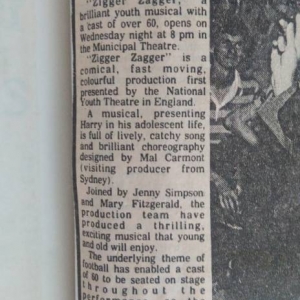 "Zigger Zagger, a
brilliant youth musical with
a cast of over 60, opens on
Wednesday night at 8 pm in
the Municipal Theatre.
"Zigger Zagger" is a
comical, fast moving,
colourful production first
presented by the National
Youth Theatre in England.
A musical, presenting
Harry in his adolescent life,
is full of lively, catchy song
and brilliant choreography
designed by Mal Carmont
(visiting producer from
Sydney).
Joined by Jenny Simpson
and Mary Fitzgerald, the
production team have
produced a thrilling,
exciting musical that young
and old will enjoy.
The underlying theme of
football has enabled a cast
of 60 to be seated on stage
throughout the